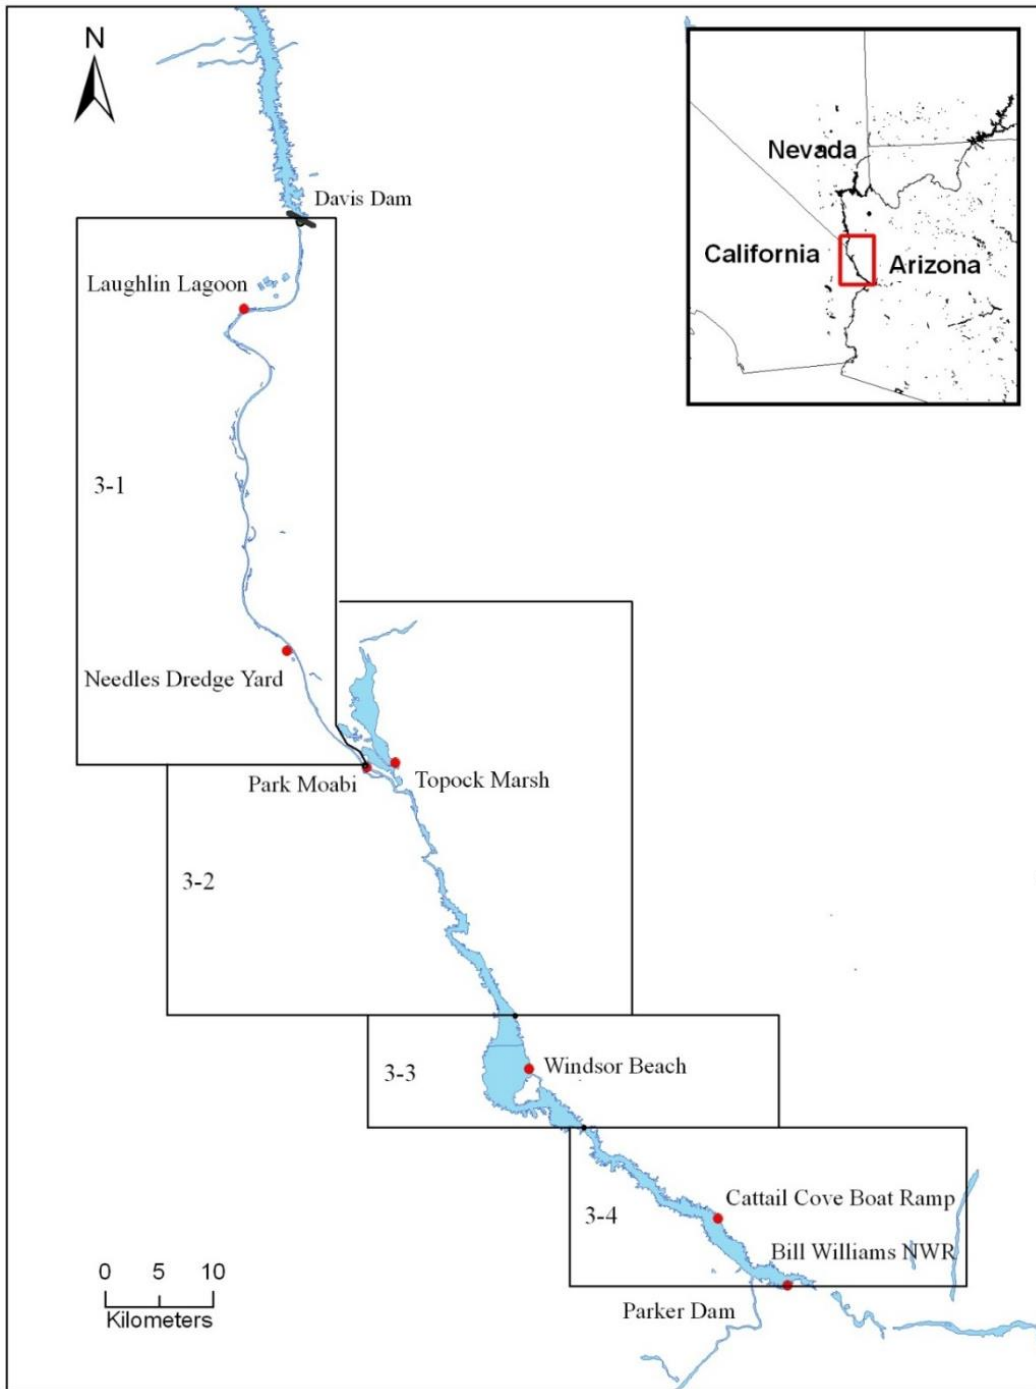 N
Nevada
California
Arizona
Davis Dam
Laughlin Lagoon
3-1
Needles Dredge Yard
Park Moabi
Topock Marsh
3-2
Windsor Beach
3-3
Cattail Cove Boat Ramp
3-4
Bill Williams NWR
Parker Dam
0 5 10
Kilometers